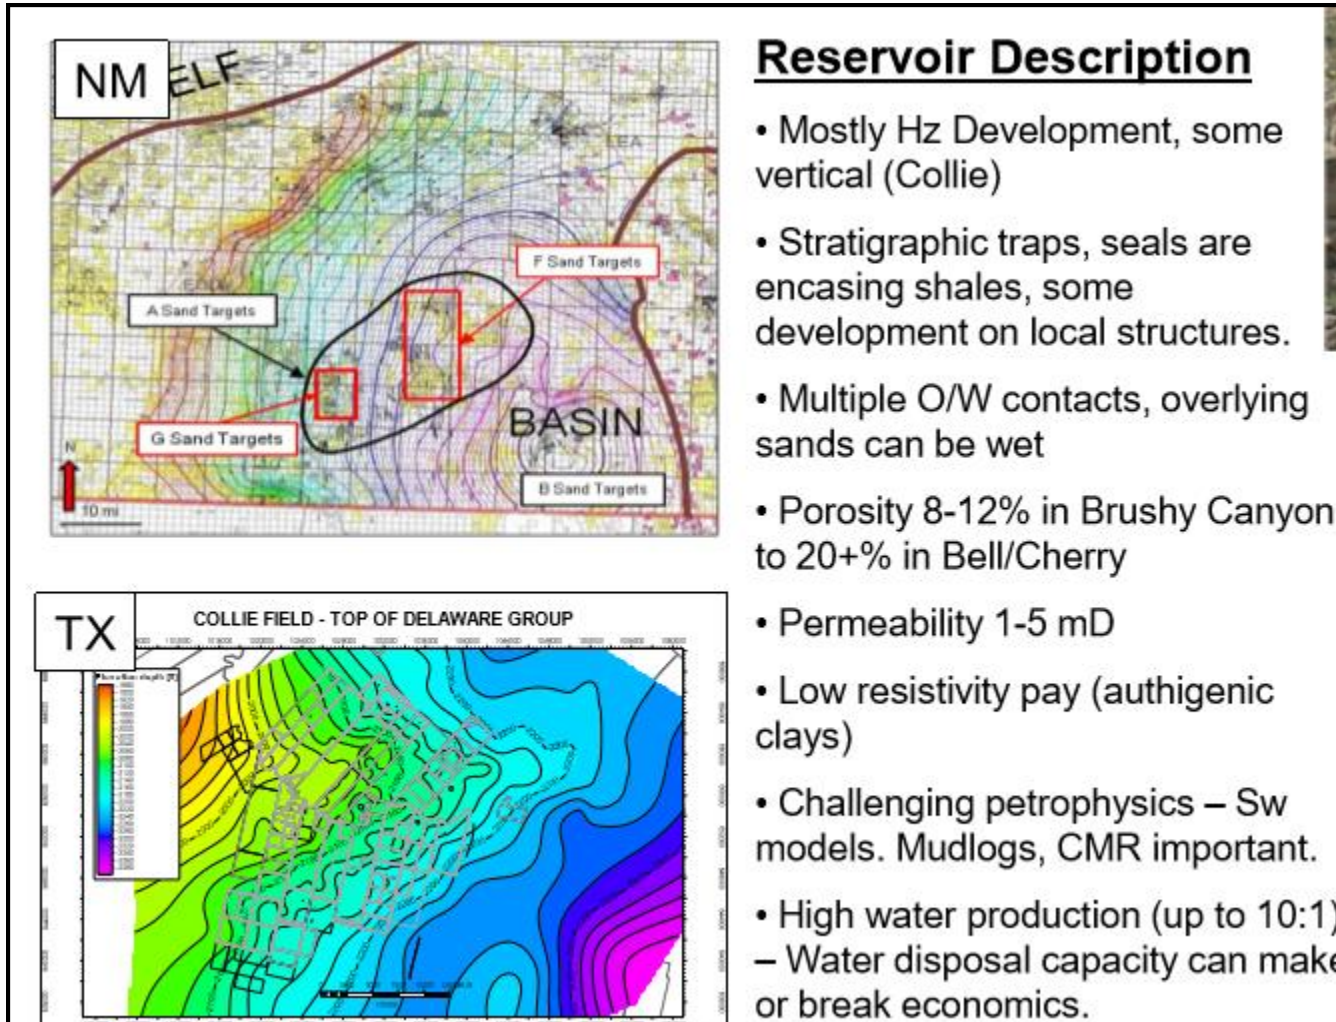 NM
ELF
LEA
F Sand Targets
A Sand Targets
G Sand Targets
BASIN
B Sand Targets
N
10 mi
TX
COLLIE FIELD - TOP OF DELAWARE GROUP
Reservoir Description
• Mostly Hz Development, some
vertical (Collie)
• Stratigraphic traps, seals are
encasing shales, some
development on local structures.
• Multiple O/W contacts, overlying
sands can be wet
• Porosity 8-12% in Brushy Canyon
to 20+% in Bell/Cherry
• Permeability 1-5 mD
• Low resistivity pay (authigenic
clays)
• Challenging petrophysics – Sw
models. Mudlogs, CMR important.
• High water production (up to 10:1)
– Water disposal capacity can make
or break economics.